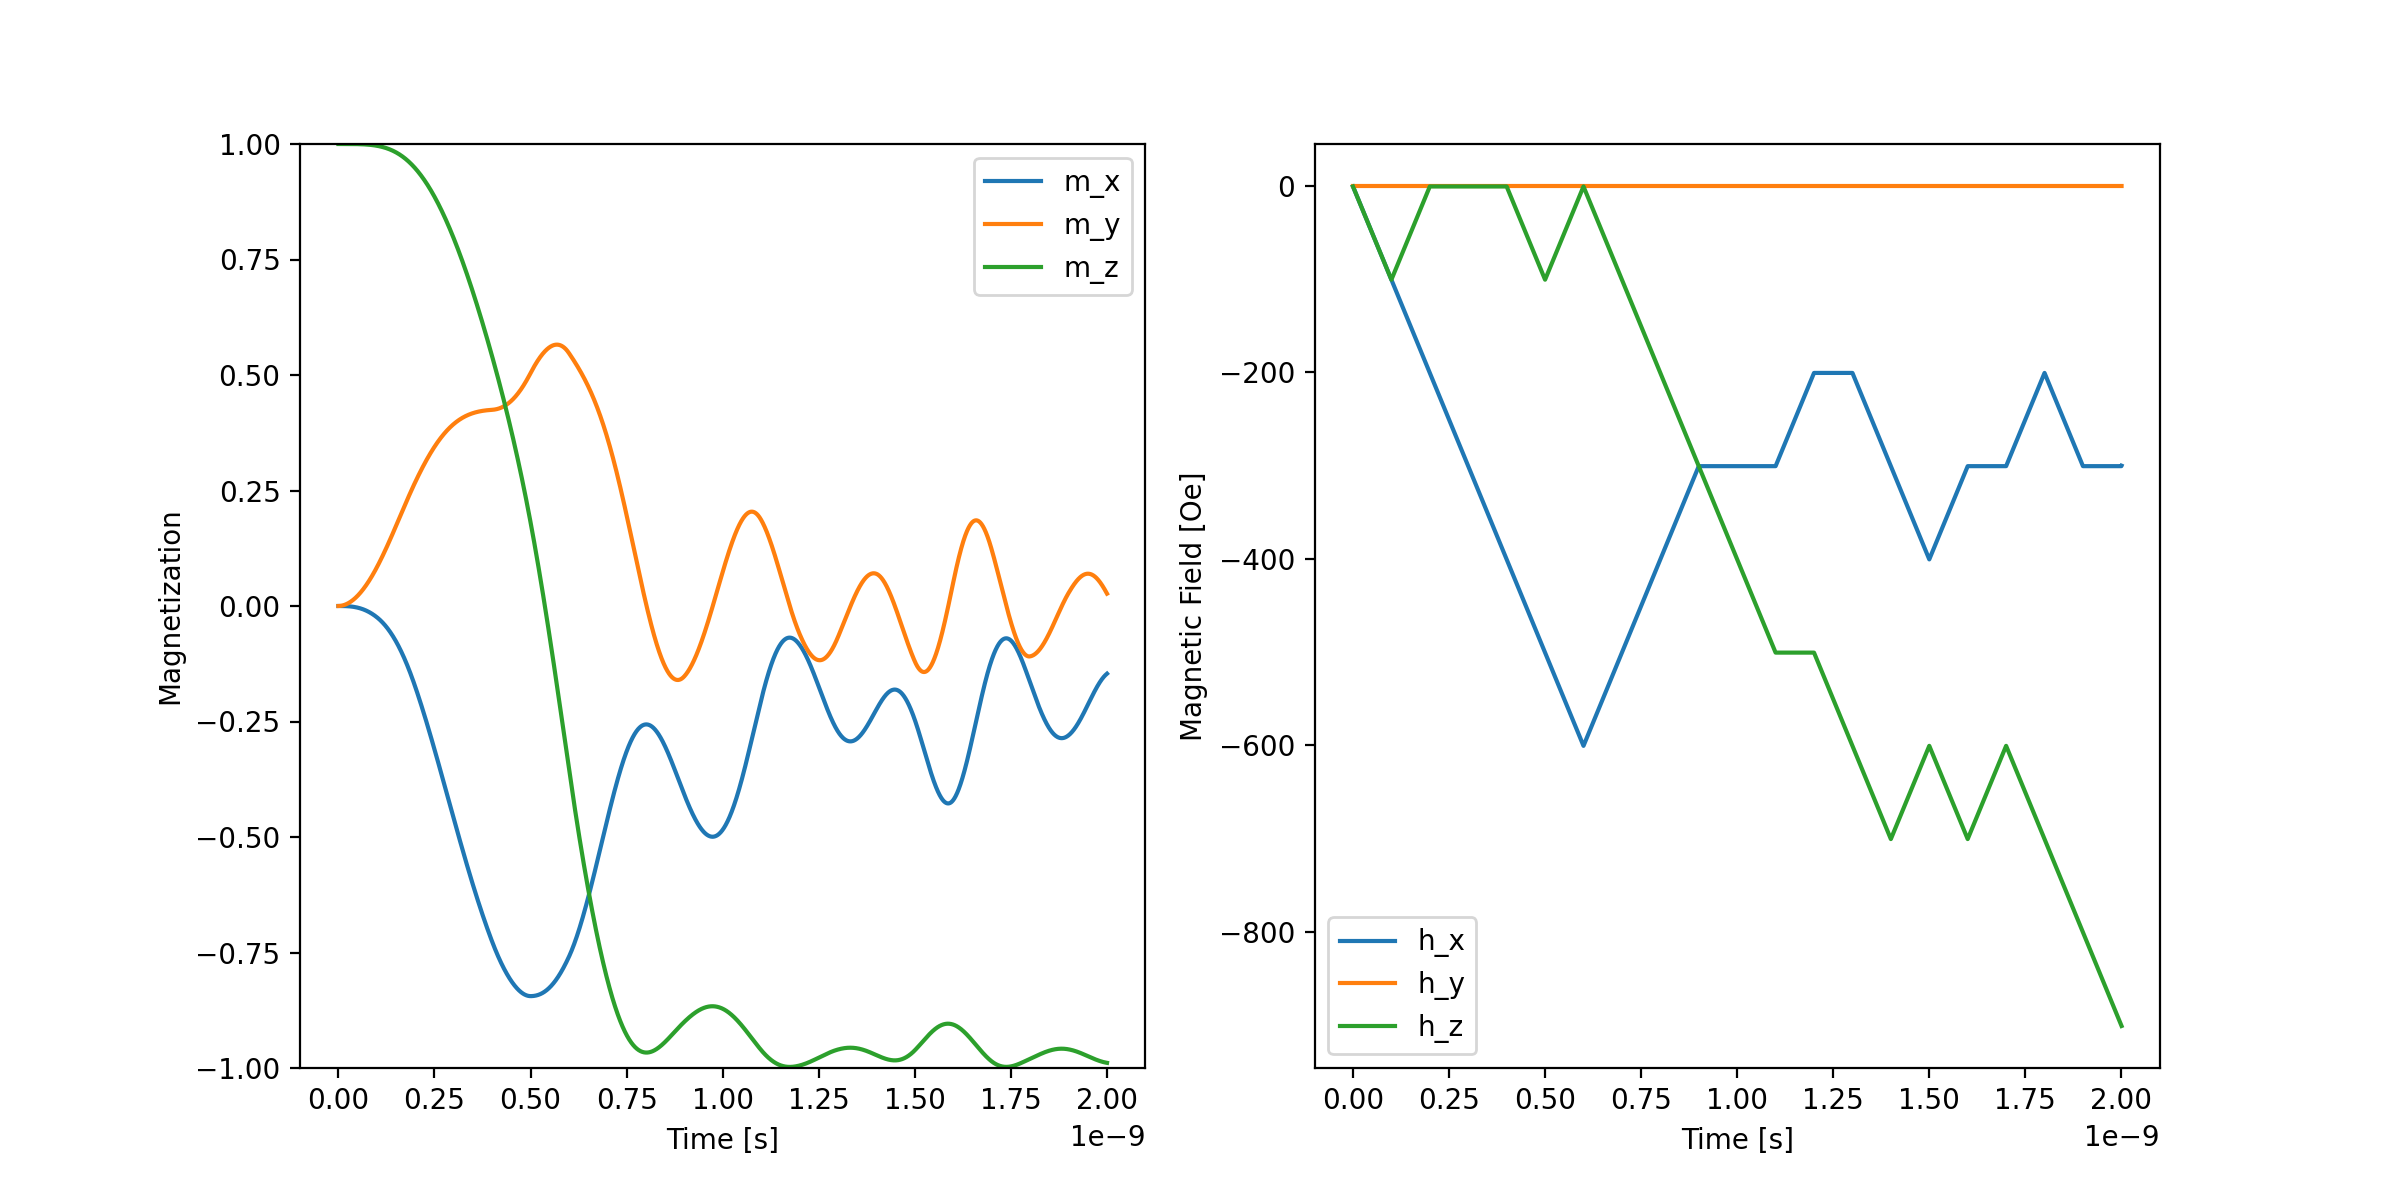 1.00
0.75
0.50
0.25
0.00
−0.25
−0.50
−0.75
−1.00
Magnetization
m_x
m_y
m_z
0.00 0.25 0.50 0.75 1.00 1.25 1.50 1.75 2.00
Time [s]
1e−9
0
−200
−400
−600
−800
Magnetic Field [Oe]
h_x
h_y
h_z
0.00 0.25 0.50 0.75 1.00 1.25 1.50 1.75 2.00
Time [s]
1e−9